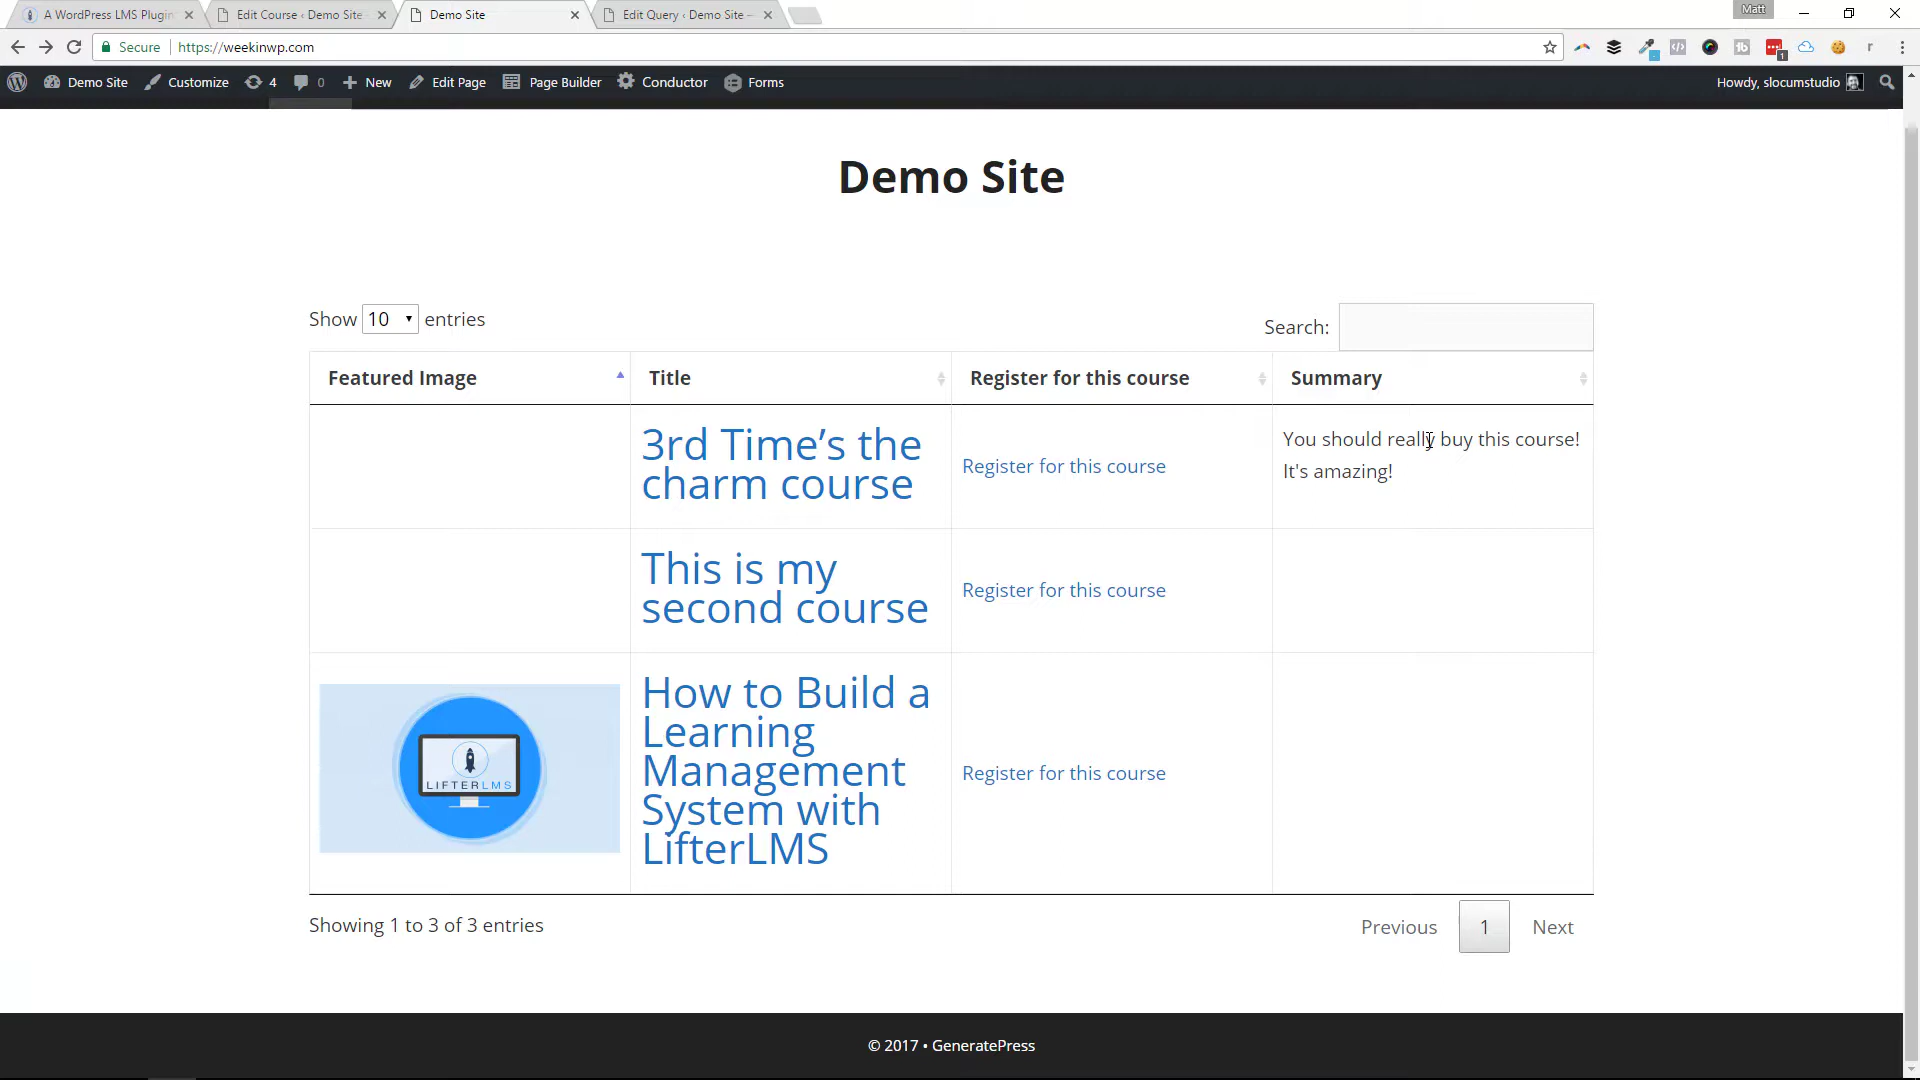 A WordPress LMS Plugin
Edit Course ‹ Demo Site
Demo Site
Edit Query ‹ Demo Site —
Matt
Secure
https://weekinwp.com
1
r
Demo Site
Customize
4
0
New
Edit Page
Page Builder
Conductor
Forms
Howdy, slocumstudio
Demo Site
Show 10 entries
Search:
Featured Image
Title
Register for this course
Summary
3rd Time’s the
charm course
Register for this course
You should really buy this course!
It's amazing!
This is my
second course
Register for this course
LIFTERLMS
How to Build a
Learning
Management
System with
LifterLMS
Register for this course
Showing 1 to 3 of 3 entries
Previous
1
Next
© 2017 • GeneratePress